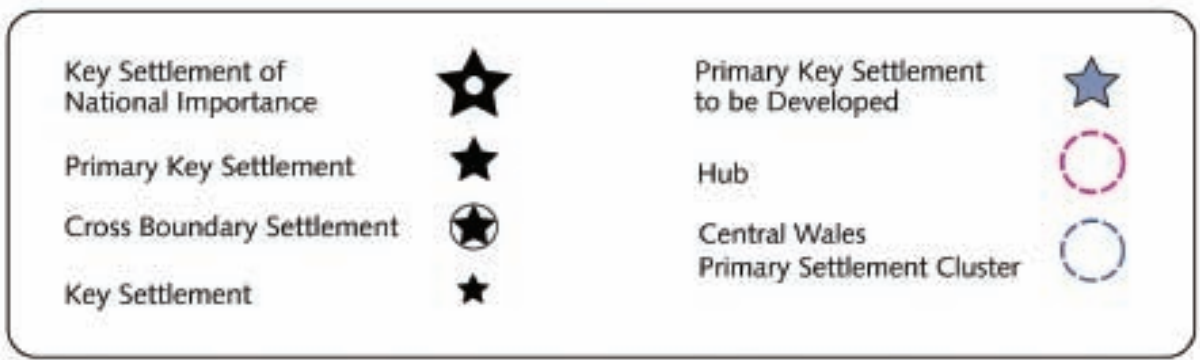 Key Settlement of
National Importance
Primary Key Settlement
Cross Boundary Settlement
Key Settlement
Primary Key Settlement
to be Developed
Hub
Central Wales
Primary Settlement Cluster